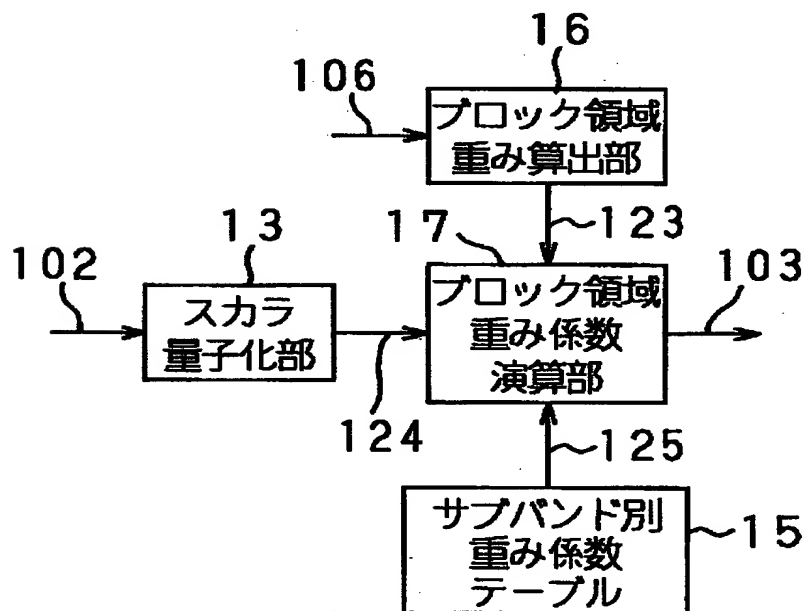 16
106
ブロック領域
重み算出部
123
13
17
102
103
スカラ
量子化部
ブロック領域
重み係数
演算部
124
125
サブバンド別
重み係数
テーブル
15